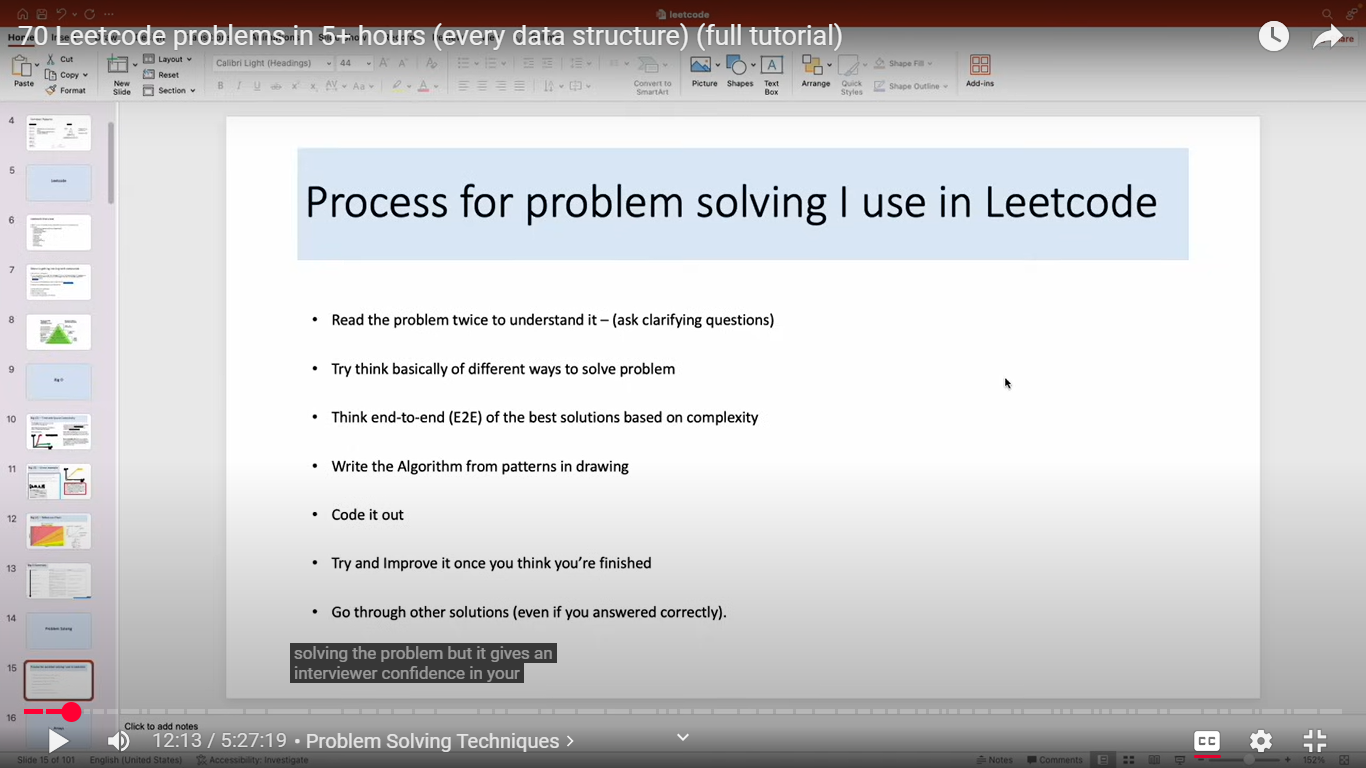 leetcode
70 Leetcode problems in 5+ hours (every data structure) (full tutorial)
Home
Share
Paste
Cut
Copy
Format
New
Slide
Layout
Reset
Section
Calibri Light (Headings)
44
Convert to
SmartArt
Picture
Shapes
Text
Box
Arrange
Quick
Styles
Shape Fill
Shape Outline
Add-ins
4
5
Leetcode
6
7
8
9
Big O
10
11
12
13
14
Problem Solving
15
16
Process for problem solving I use in Leetcode
• Read the problem twice to understand it – (ask clarifying questions)
• Try think basically of different ways to solve problem
• Think end-to-end (E2E) of the best solutions based on complexity
• Write the Algorithm from patterns in drawing
• Code it out
• Try and Improve it once you think you’re finished
• Go through other solutions (even if you answered correctly).
solving the problem but it gives an
interviewer confidence in your
Click to add notes
12:13 / 5:27:19 • Problem Solving Techniques
CC
Slide 15 of 101
English (United States)
Accessibility: Investigate
Notes
Comments
152%